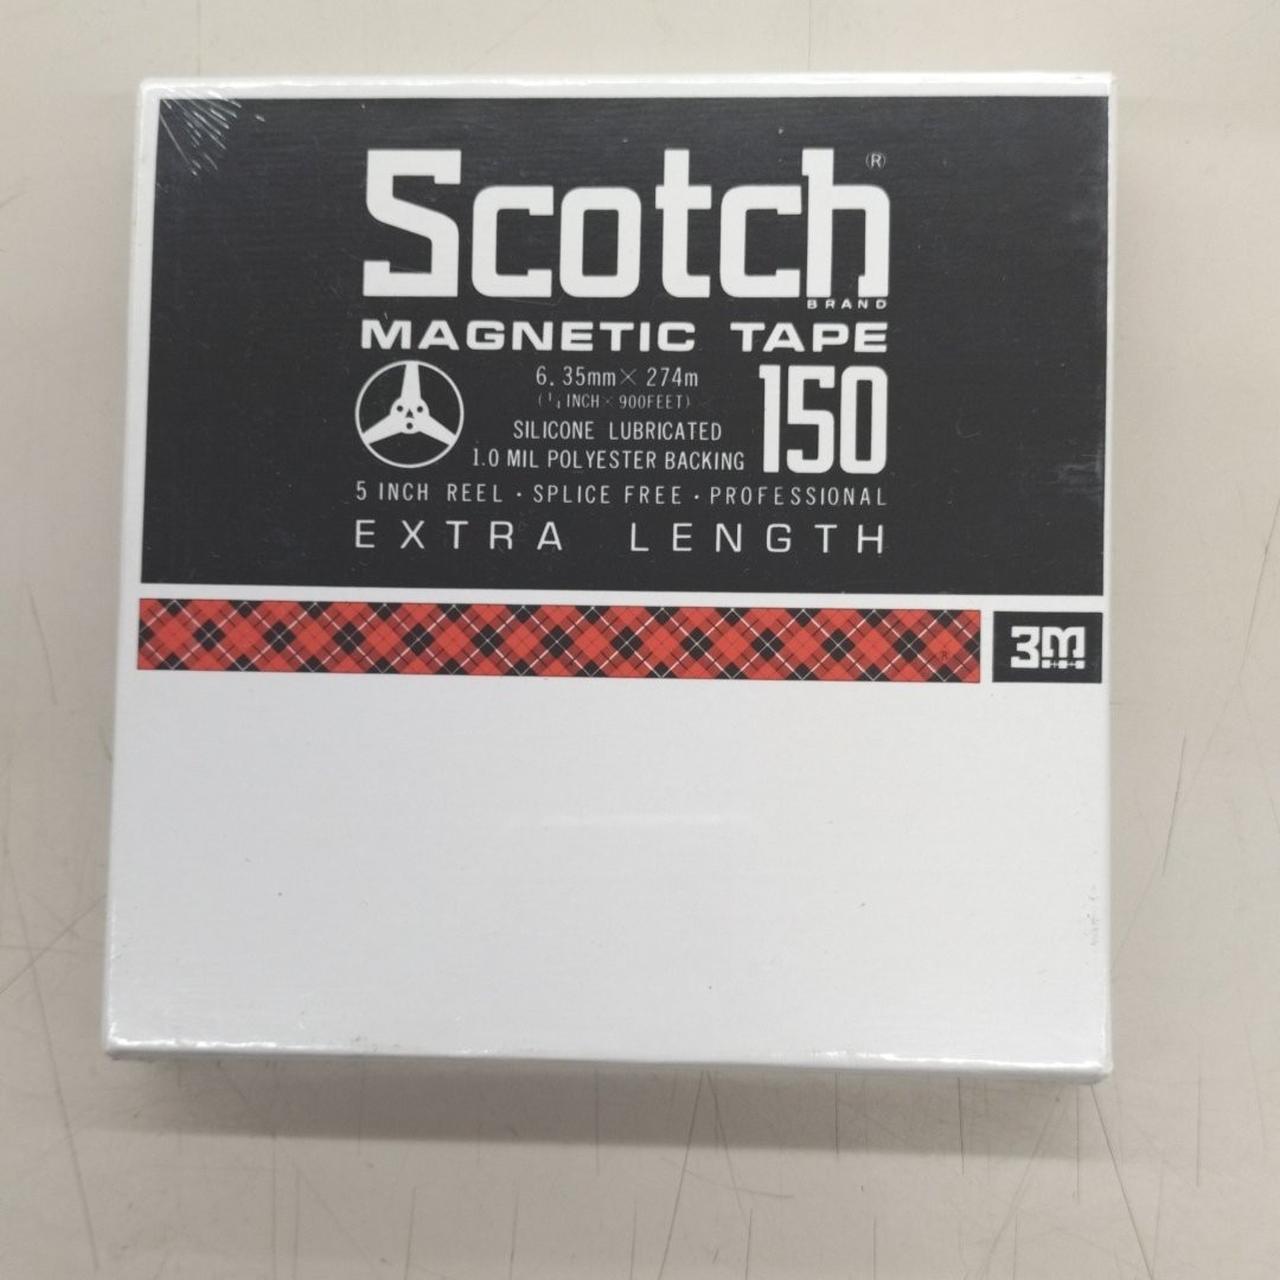 Scotch®
BRAND
MAGNETIC TAPE
6.35mm × 274m
(1/4 INCH × 900FEET)
SILICONE LUBRICATED
1.0 MIL POLYESTER BACKING
150
5 INCH REEL · SPLICE FREE · PROFESSIONAL
EXTRA LENGTH
3M